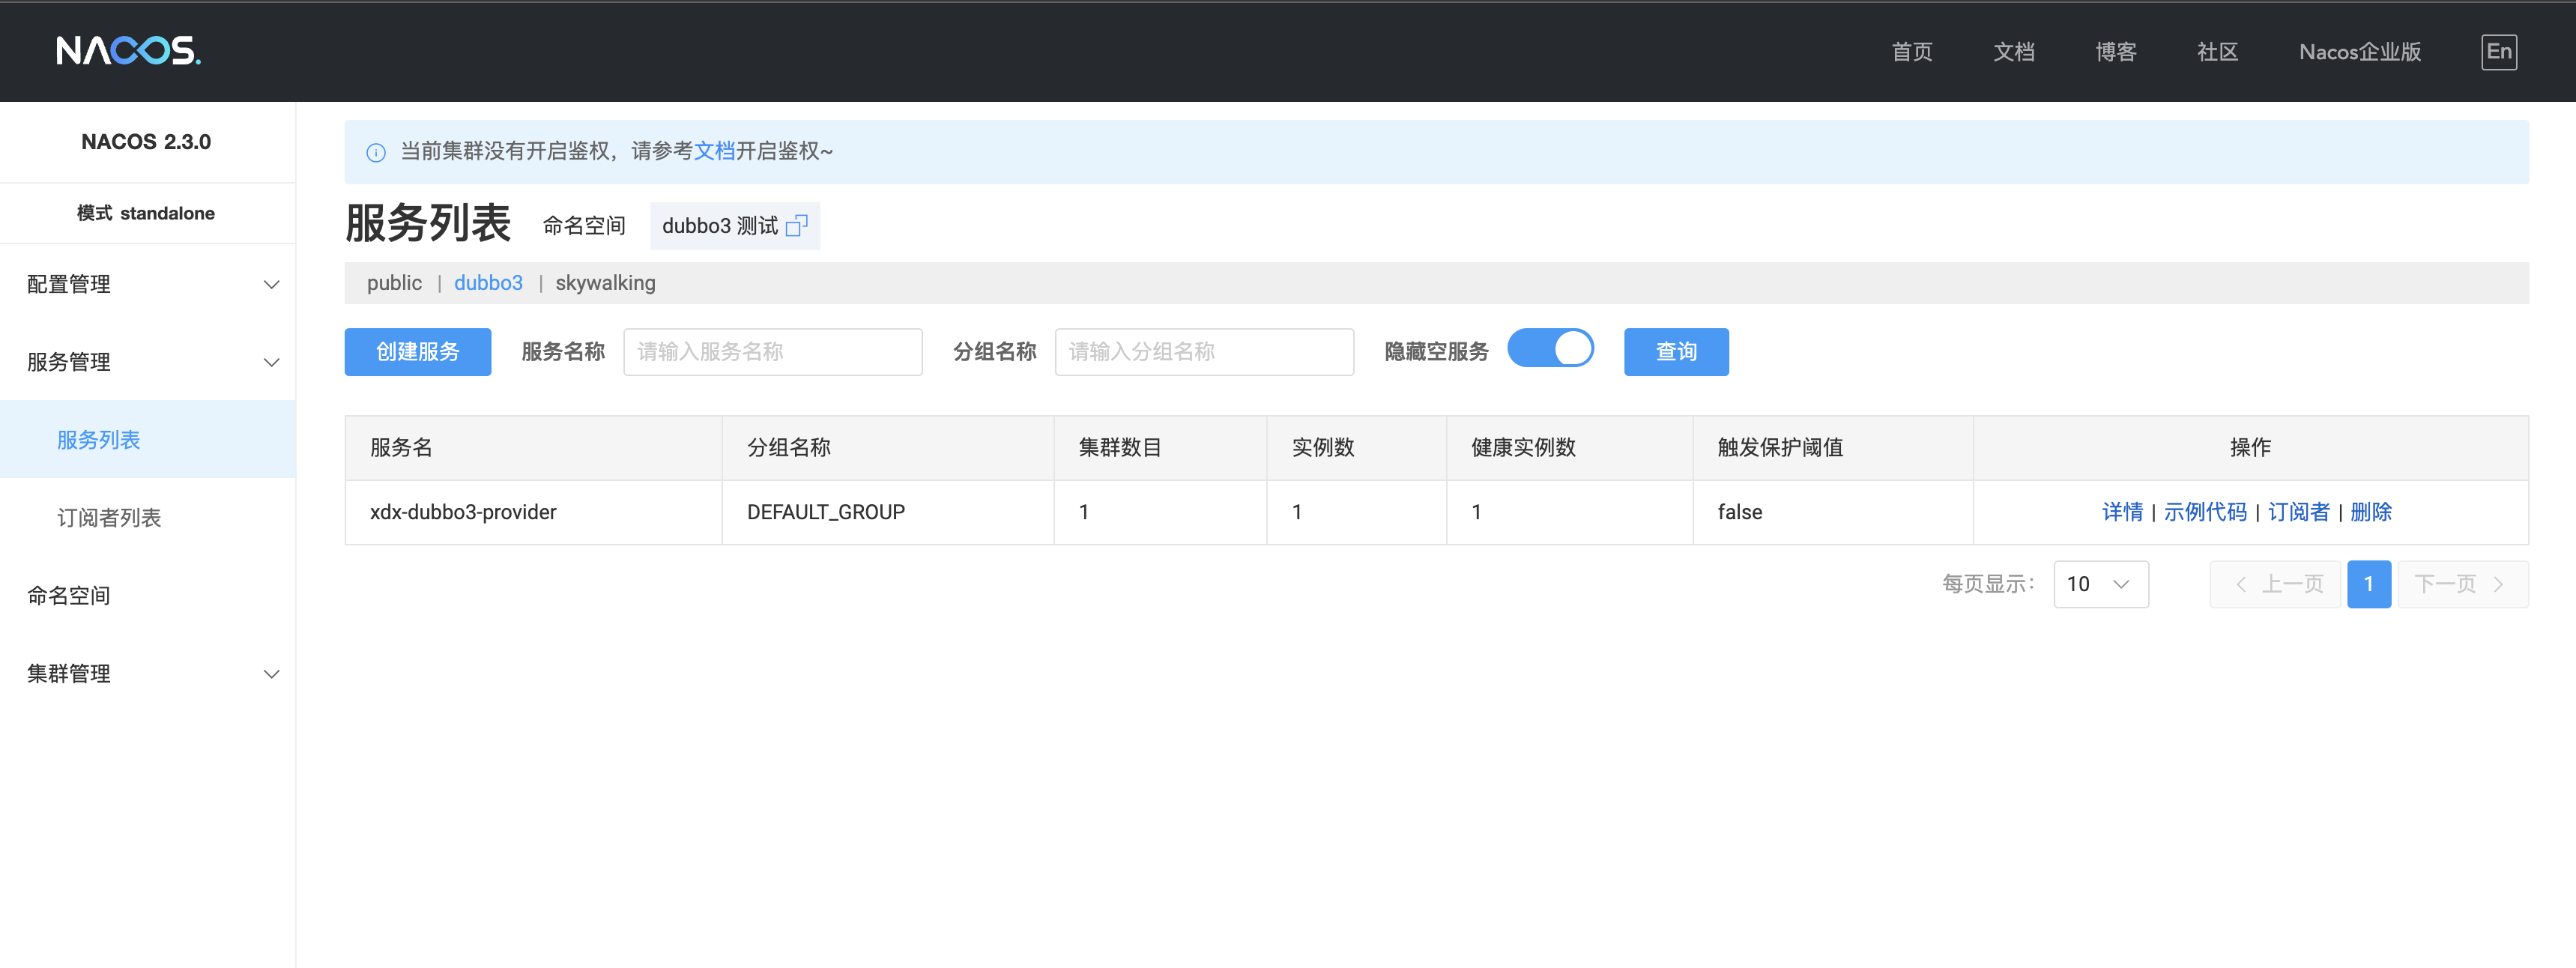 NACOS.
首页 文档 博客 社区 Nacos企业版 En
NACOS 2.3.0
模式 standalone
配置管理
服务管理
服务列表
订阅者列表
命名空间
集群管理
当前集群没有开启鉴权，请参考文档开启鉴权~
服务列表 命名空间 dubbo3 测试
public | dubbo3 | skywalking
创建服务 服务名称 请输入服务名称 分组名称 请输入分组名称 隐藏空服务 查询
服务名 分组名称 集群数目 实例数 健康实例数 触发保护阈值 操作
xdx-dubbo3-provider DEFAULT_GROUP 1 1 1 false 详情 | 示例代码 | 订阅者 | 删除
每页显示： 10 上一页 1 下一页